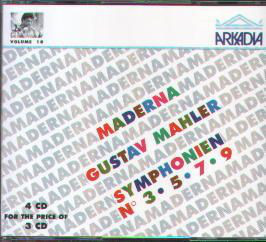 VOLUME 18
ARKADIA
MADERNA
GUSTAV MAHLER
SYMPHONIEN
N° 3·5·7·9
4 CD
FOR THE PRICE OF
3 CD